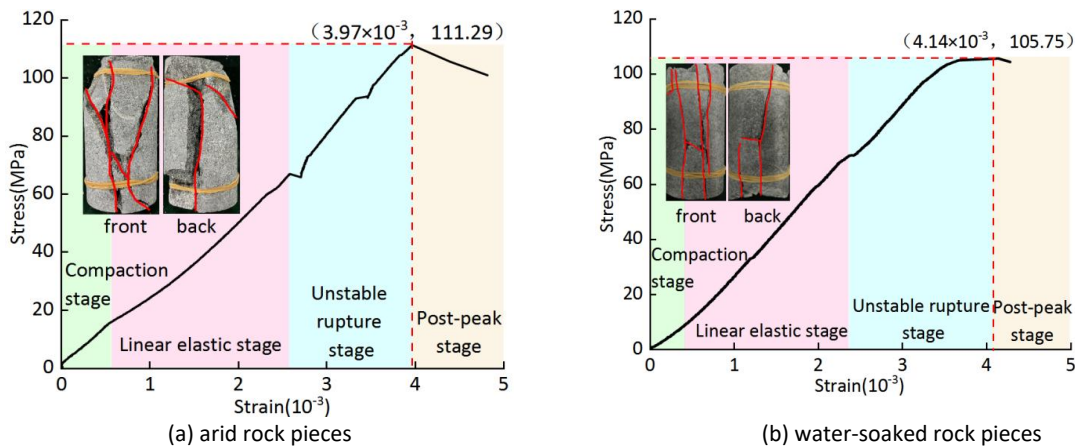 120
(3.97×10⁻³, 111.29)
100
80
60
40
20
0
Stress(MPa)
front
back
Compaction
stage
Linear elastic stage
Unstable
rupture
stage
Post-peak
stage
0 1 2 3 4 5
Strain(10⁻³)
(a) arid rock pieces
120
(4.14×10⁻³, 105.75)
100
80
60
40
20
0
Stress(MPa)
front
back
Compaction
stage
Linear elastic stage
Unstable rupture
stage
Post-peak
stage
0 1 2 3 4 5
Strain(10⁻³)
(b) water-soaked rock pieces